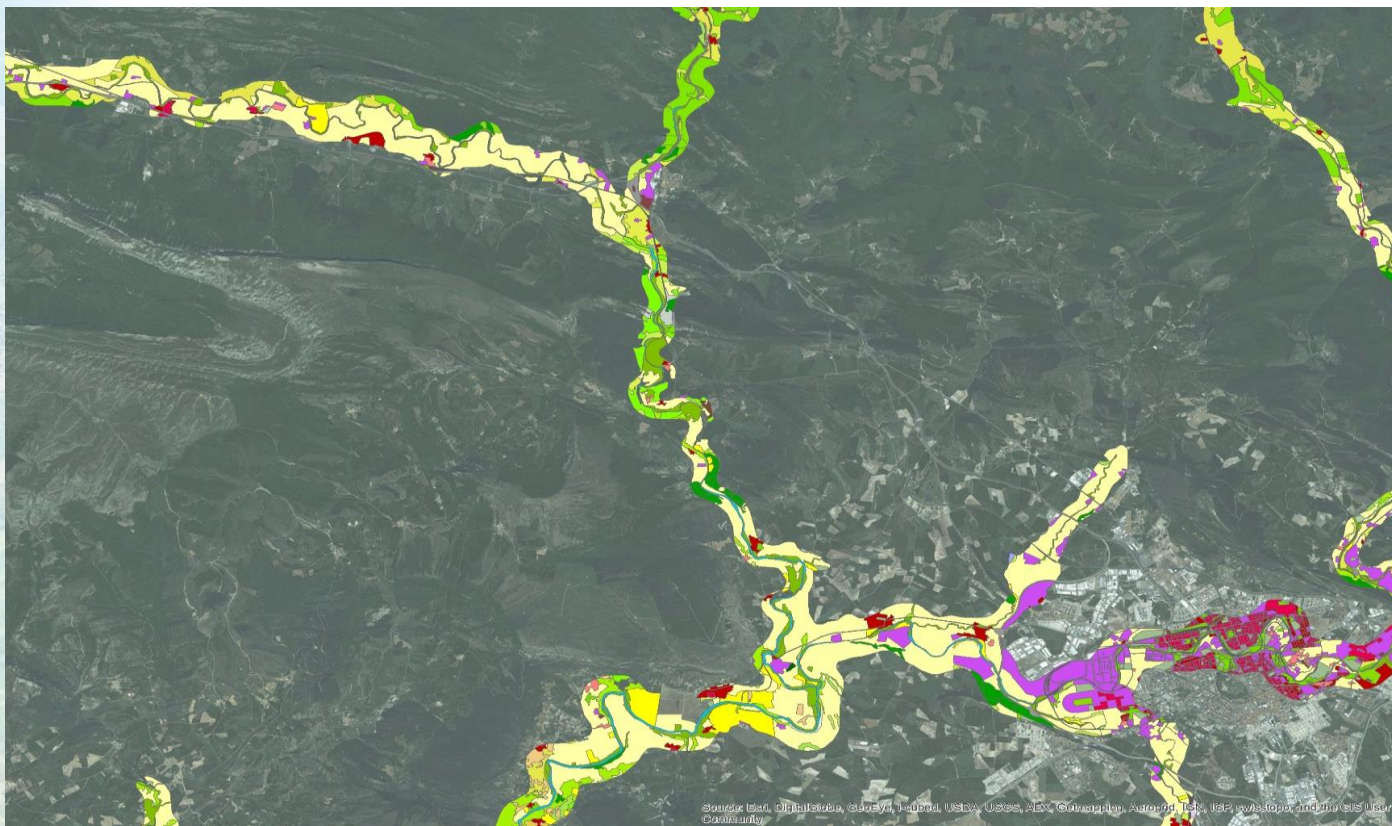 Source: Esri, DigitalGlobe, GeoEye, i-cubed, USDA, USGS, AEX, Getmapping, Aerogrid, IGN, IGP, swisstopo, and the GIS User
Community